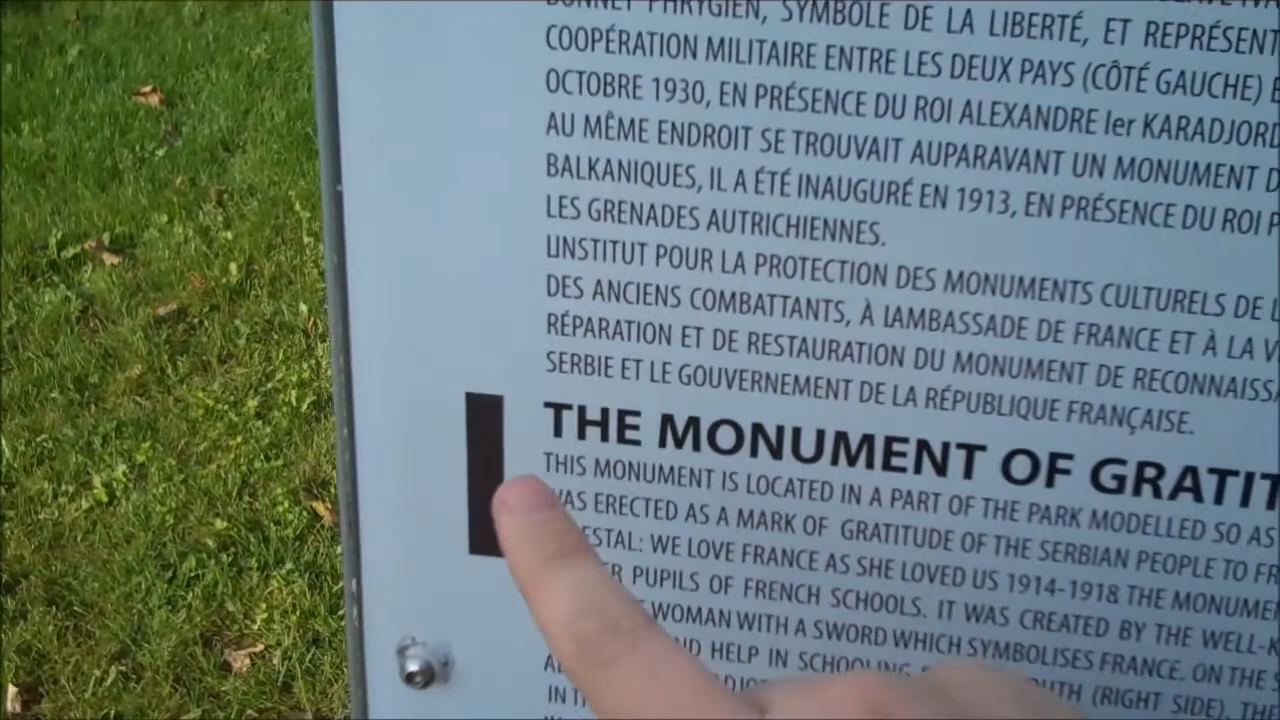 BONNET PHRYGIEN, SYMBOLE DE LA LIBERTÉ, ET REPRÉSENT
COOPÉRATION MILITAIRE ENTRE LES DEUX PAYS (CÔTÉ GAUCHE) E
OCTOBRE 1930, EN PRÉSENCE DU ROI ALEXANDRE Ier KARADJORD
AU MÊME ENDROIT SE TROUVAIT AUPARAVANT UN MONUMENT D
BALKANIQUES, IL A ÉTÉ INAUGURÉ EN 1913, EN PRÉSENCE DU ROI P
LES GRENADES AUTRICHIENNES.
LINSTITUT POUR LA PROTECTION DES MONUMENTS CULTURELS DE
DES ANCIENS COMBATTANTS, À LAMBASSADE DE FRANCE ET À LA V
RÉPARATION ET DE RESTAURATION DU MONUMENT DE RECONNAISSA
SERBIE ET LE GOUVERNEMENT DE LA RÉPUBLIQUE FRANÇAISE.
THE MONUMENT OF GRATIT
THIS MONUMENT IS LOCATED IN A PART OF THE PARK MODELLED SO AS
WAS ERECTED AS A MARK OF GRATITUDE OF THE SERBIAN PEOPLE TO FR
ESTAL: WE LOVE FRANCE AS SHE LOVED US 1914-1918 THE MONUMEN
R PUPILS OF FRENCH SCHOOLS. IT WAS CREATED BY THE WELL-K
WOMAN WITH A SWORD WHICH SYMBOLISES FRANCE. ON THE S
ND HELP IN SCHOOLING YOUTH (RIGHT SIDE). THE
IN